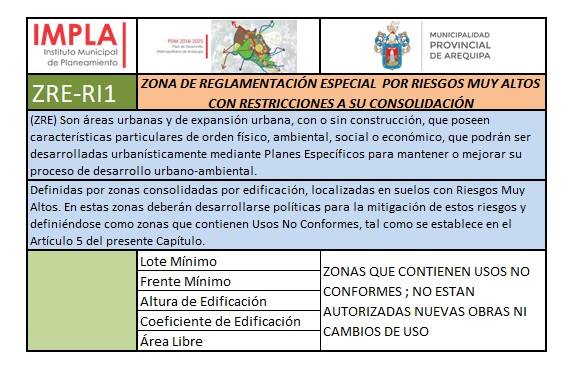 IMPLA
Instituto Municipal
de Planeamiento
PDM 2016-2025
Plan de Desarrollo
Metropolitano de Arequipa
MUNICIPALIDAD
PROVINCIAL
DE AREQUIPA
ZRE-RI1
ZONA DE REGLAMENTACIÓN ESPECIAL POR RIESGOS MUY ALTOS
CON RESTRICCIONES A SU CONSOLIDACIÓN
(ZRE) Son áreas urbanas y de expansión urbana, con o sin construcción, que poseen
características particulares de orden físico, ambiental, social o económico, que podrán ser
desarrolladas urbanísticamente mediante Planes Específicos para mantener o mejorar su
proceso de desarrollo urbano-ambiental.
Definidas por zonas consolidadas por edificación, localizadas en suelos con Riesgos Muy
Altos. En estas zonas deberán desarrollarse políticas para la mitigación de estos riesgos y
definiéndose como zonas que contienen Usos No Conformes, tal como se establece en el
Artículo 5 del presente Capítulo.
Lote Mínimo
Frente Mínimo
Altura de Edificación
Coeficiente de Edificación
Área Libre
ZONAS QUE CONTIENEN USOS NO
CONFORMES ; NO ESTAN
AUTORIZADAS NUEVAS OBRAS NI
CAMBIOS DE USO